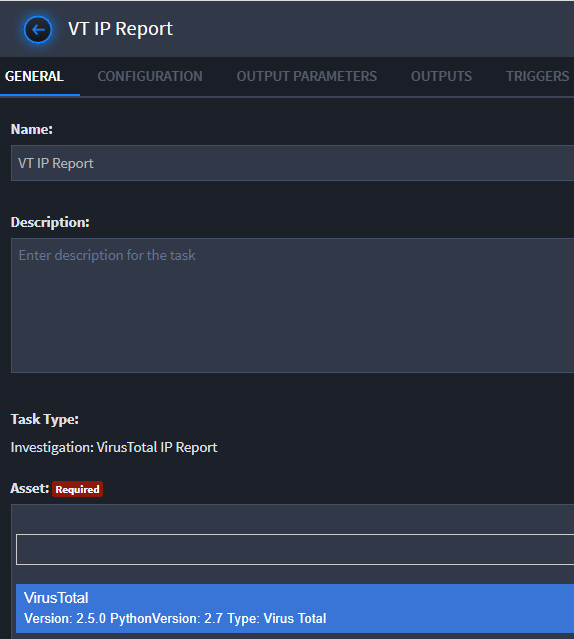 VT IP Report
GENERAL CONFIGURATION OUTPUT PARAMETERS OUTPUTS TRIGGERS
Name:
VT IP Report
Description:
Enter description for the task
Task Type:
Investigation: VirusTotal IP Report
Asset: Required
VirusTotal
Version: 2.5.0 PythonVersion: 2.7 Type: Virus Total